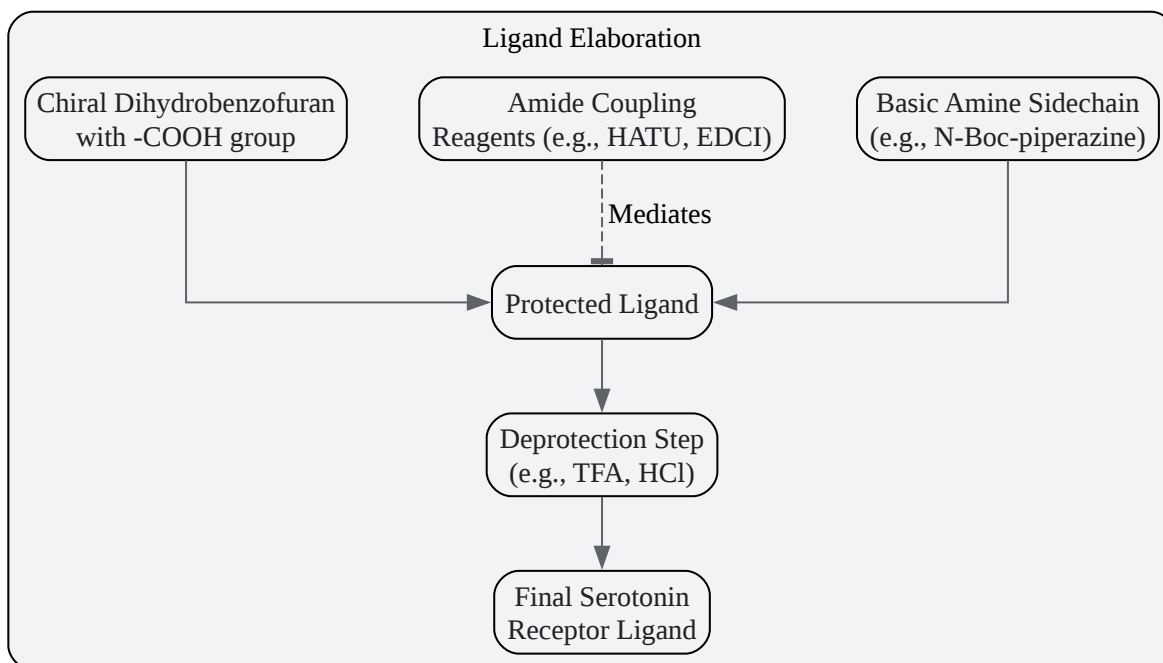 Ligand Elaboration
Chiral Dihydrobenzofuran
with -COOH group
Amide Coupling
Reagents (e.g., HATU, EDCI)
Basic Amine Sidechain
(e.g., N-Boc-piperazine)
Mediates
Protected Ligand
Deprotection Step
(e.g., TFA, HCl)
Final Serotonin
Receptor Ligand